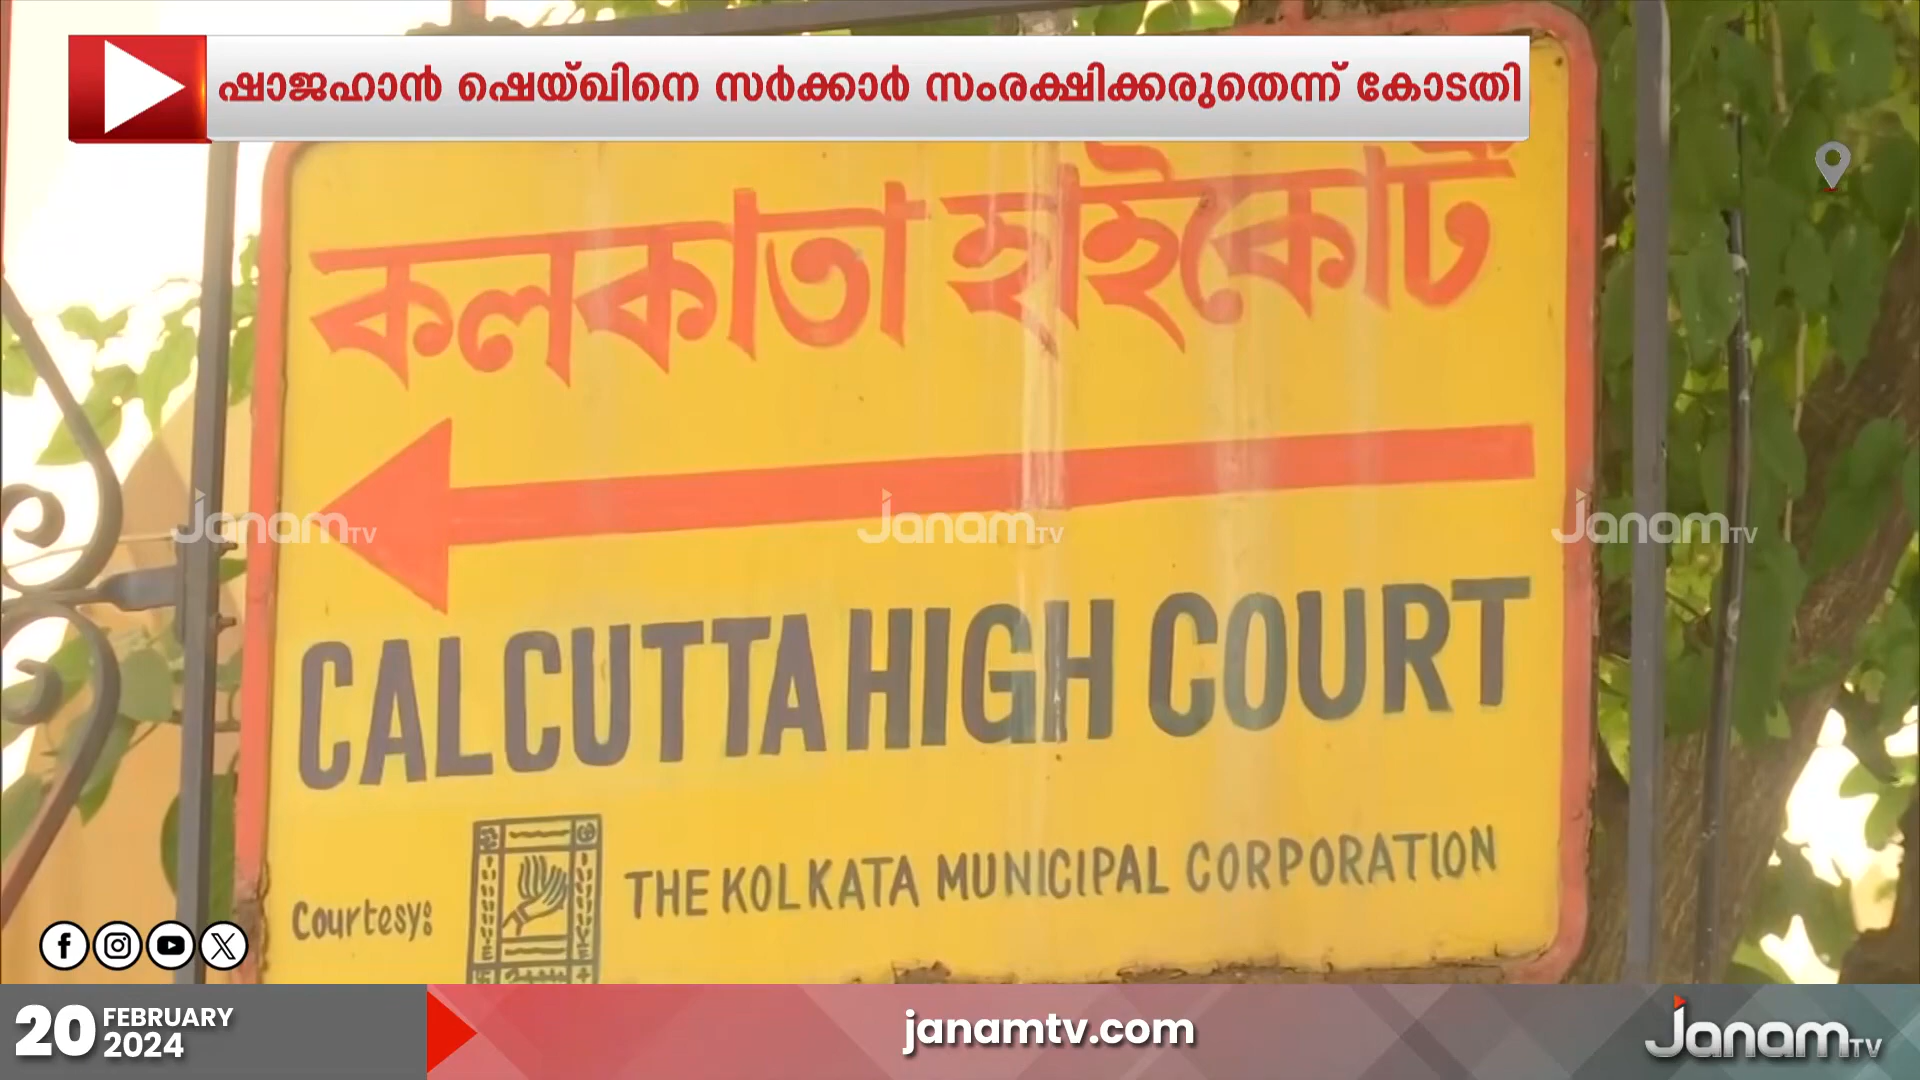 ഷാജഹാൻ ഷെയ്ഖിനെ സർക്കാർ സംരക്ഷിക്കരുതെന്ന് കോടതി
কলকাতা হাইকোর্ট
Janam TV Janam TV Janam TV
CALCUTTA HIGH COURT
Courtesy: THE KOLKATA MUNICIPAL CORPORATION
20 FEBRUARY 2024
janamtv.com
Janam TV